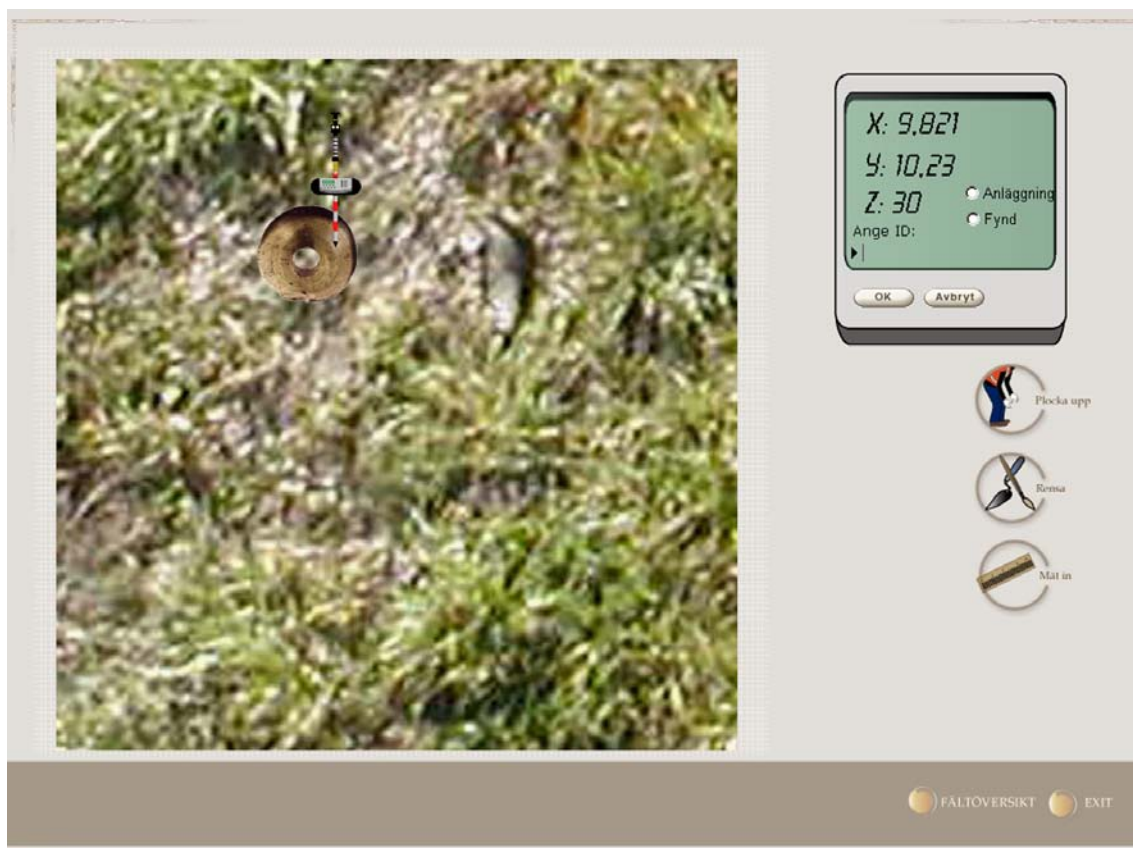 X: 9,821
Y: 10,23
Z: 30
Anläggning
Fynd
Ange ID:
OK
Avbryt
Plocka upp
Rensa
Mät in
FÄLTÖVERSIKT
EXIT